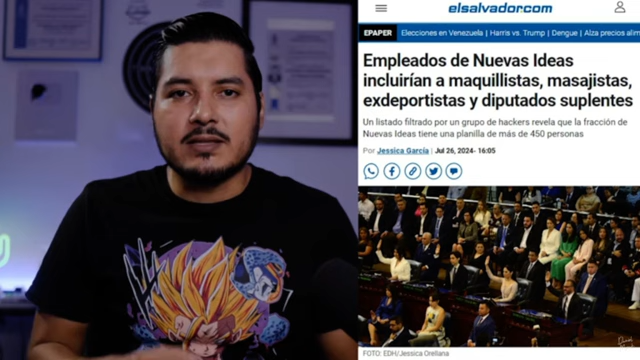 elsalvadorcom
EPAPER Elecciones en Venezuela | Harris vs. Trump | Dengue | Alza precios alim
Empleados de Nuevas Ideas
incluirían a maquillistas, masajistas,
exdeportistas y diputados suplentes
Un listado filtrado por un grupo de hackers revela que la fracción de
Nuevas Ideas tiene una planilla de más de 450 personas
Por Jessica García | Jul 26, 2024- 16:05
FOTO: EDH/Jessica Orellana